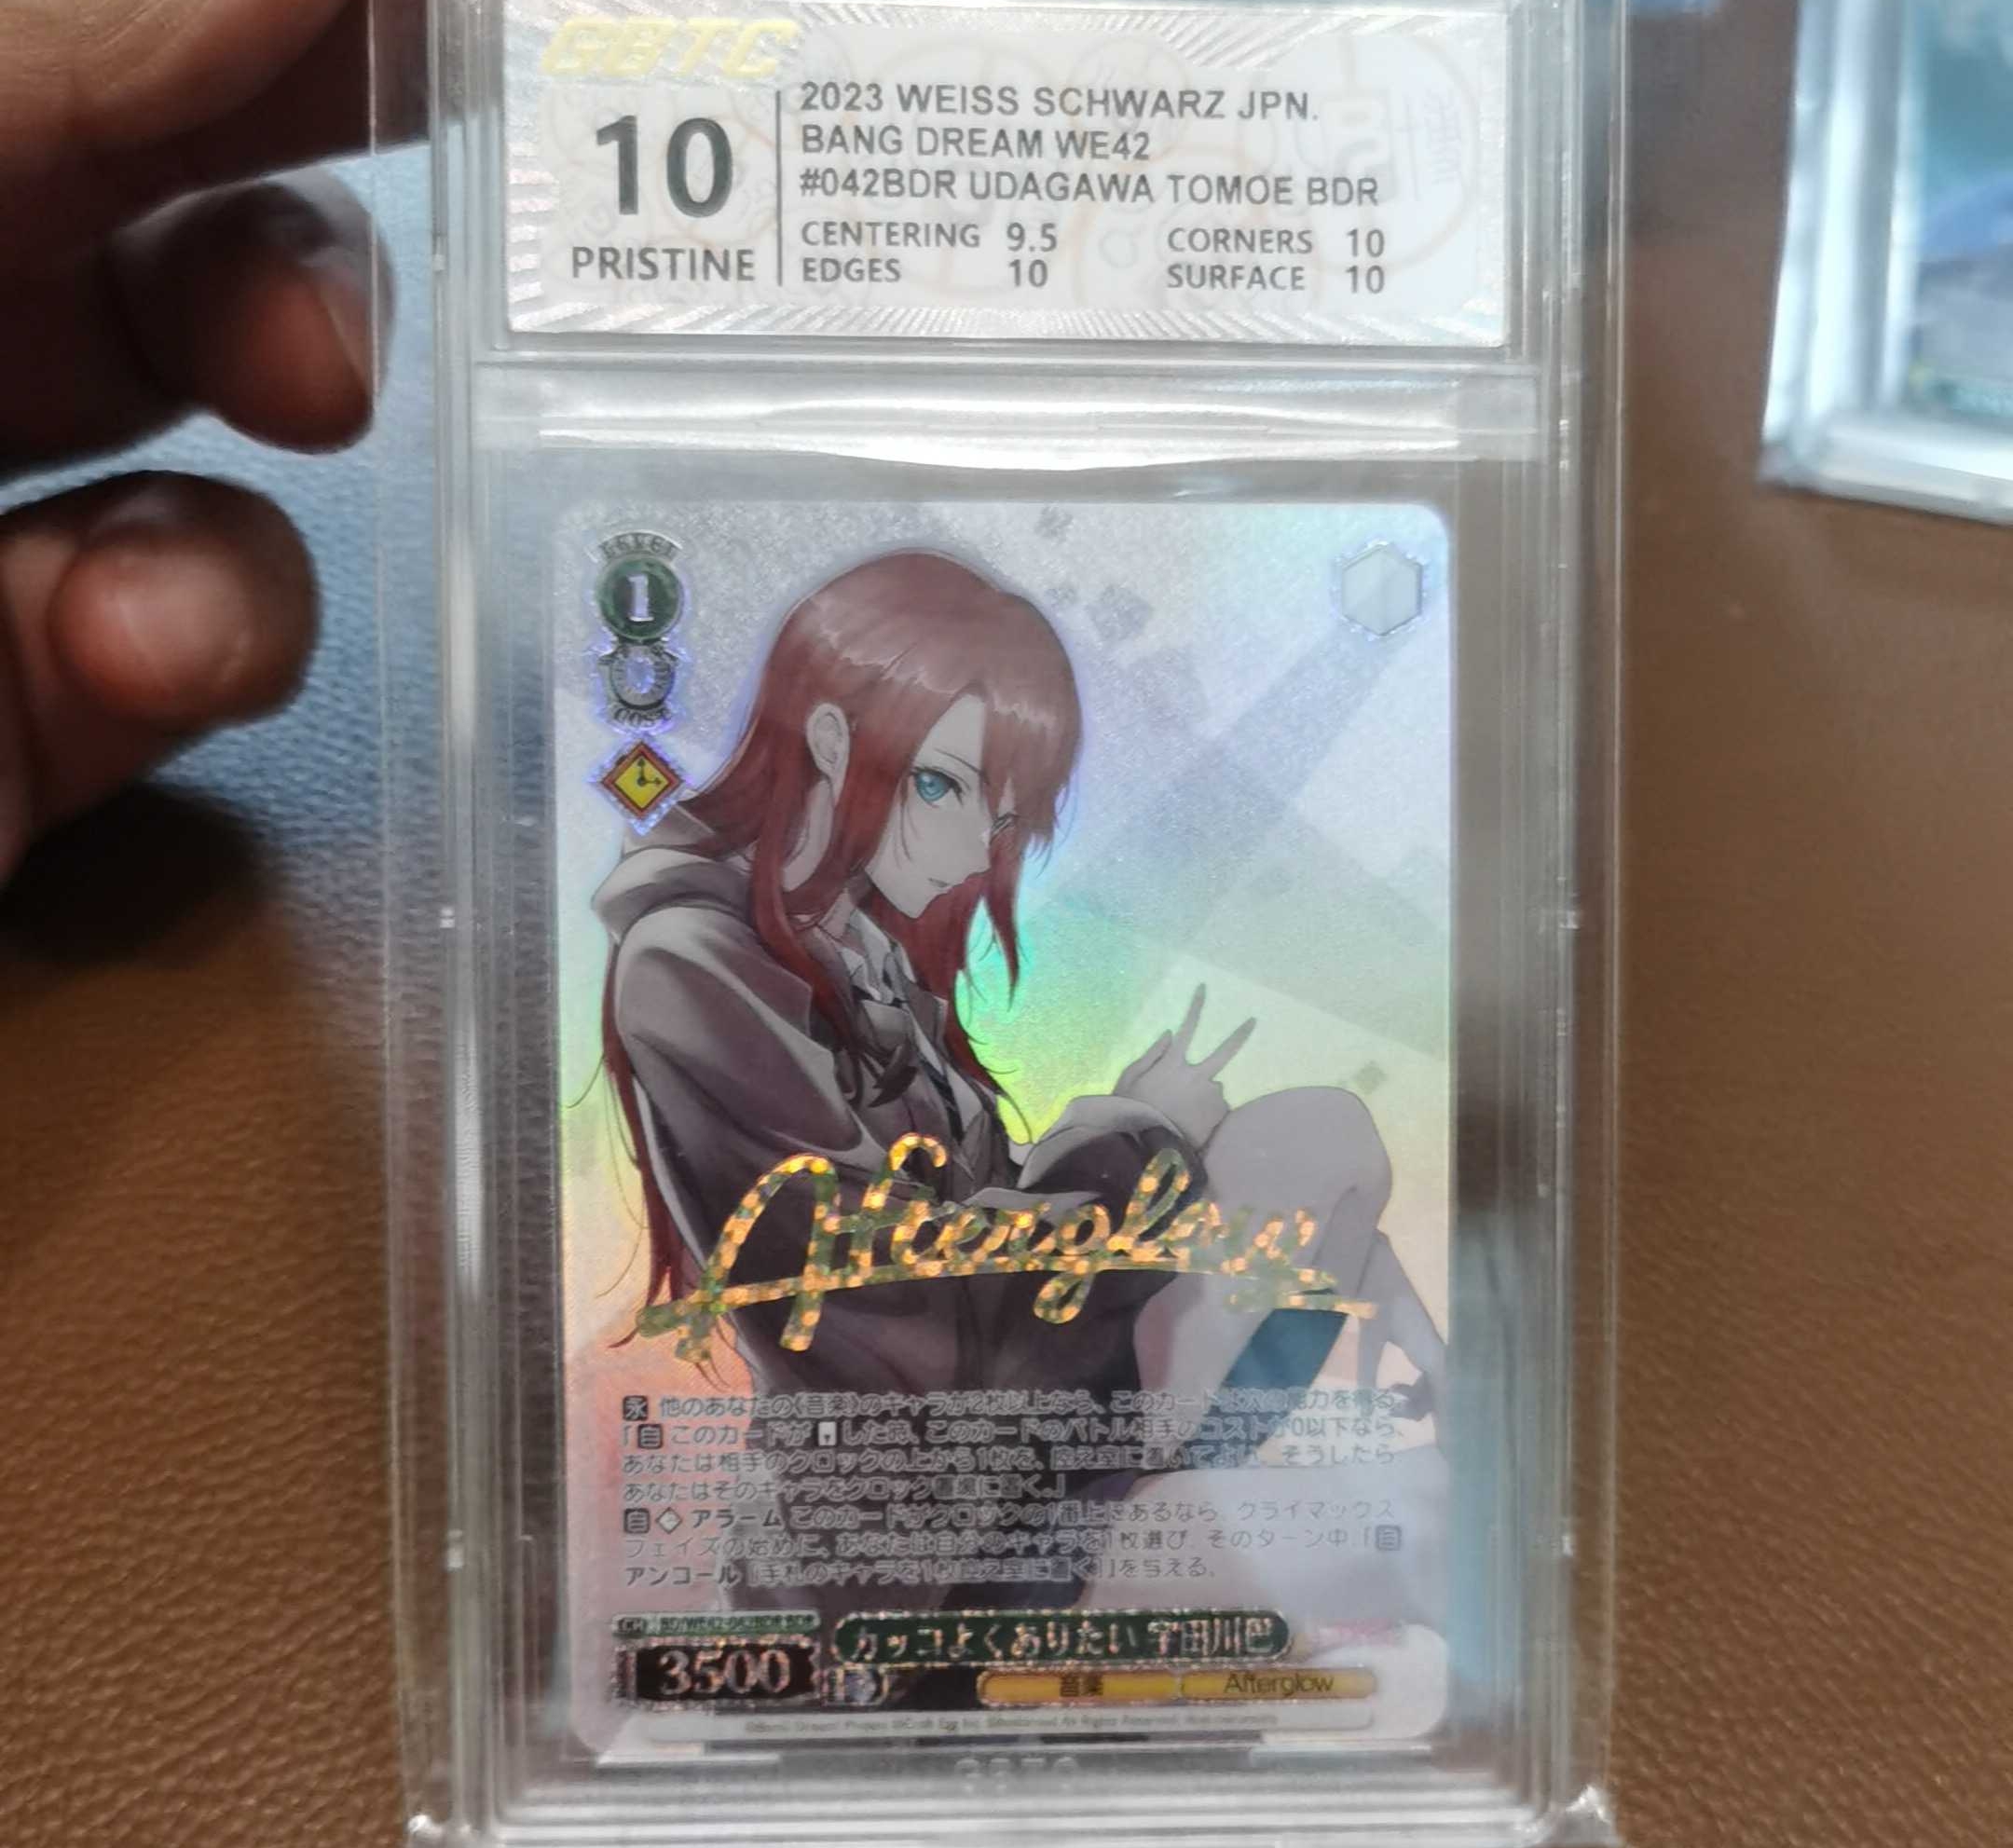 GBTC
10
PRISTINE
2023 WEISS SCHWARZ JPN.
BANG DREAM WE42
#042BDR UDAGAWA TOMOE BDR
CENTERING 9.5 CORNERS 10
EDGES 10 SURFACE 10
1
0
COST
Afterglow
永 他のあなたの《音楽》のキャラが2枚以上なら、このカードは次の能力を得る。
『自 このカードが した時、このカードのバトル相手のコストが0以下なら、
あなたは相手のクロックの上から1枚を、控え室に置いてよい。そうしたら、
あなたはそのキャラをクロック置場に置く。』
自 アラーム このカードがクロックの1番上にあるなら、クライマックス
フェイズの始めに、あなたは自分のキャラを1枚選び、そのターン中、『自
アンコール [手札のキャラを1枚控え室に置く]』を与える。
CH
カッコよくありたい 宇田川巴
3500
音楽 Afterglow